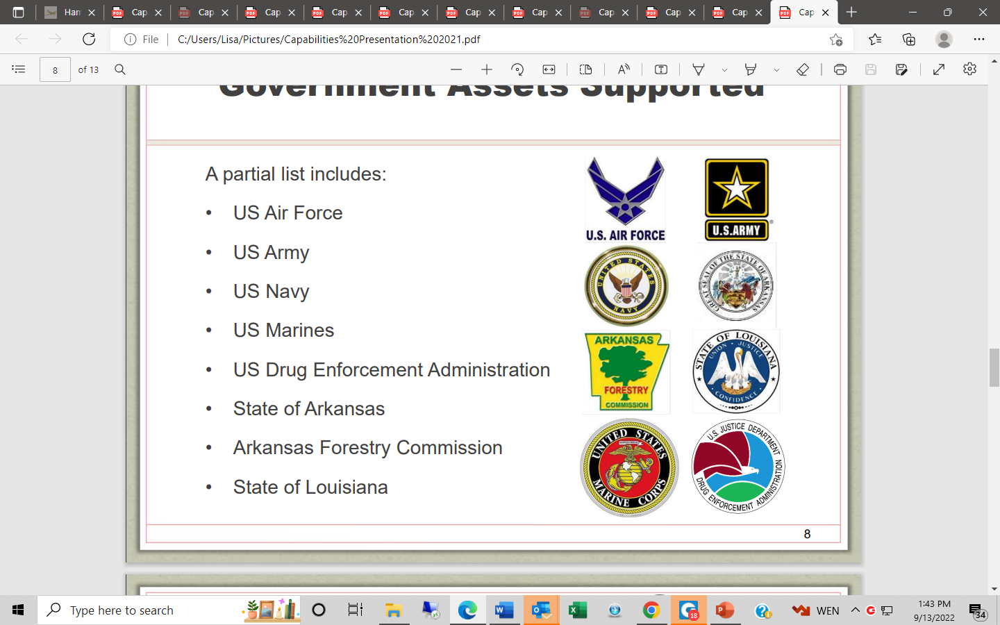 Han
Cap
Cap
Cap
Cap
Cap
Cap
Cap
Cap
Cap
Cap
Cap
File
C:/Users/Lisa/Pictures/Capabilities%20Presentation%202021.pdf
8 of 13
Government Assets Supported
A partial list includes:
• US Air Force
• US Army
• US Navy
• US Marines
• US Drug Enforcement Administration
• State of Arkansas
• Arkansas Forestry Commission
• State of Louisiana
U.S. AIR FORCE
U.S.ARMY
UNITED STATES
NAVY
GREAT SEAL OF THE STATE OF ARKANSAS
ARKANSAS
FORESTRY
COMMISSION
STATE OF LOUISIANA
UNION · JUSTICE
CONFIDENCE
UNITED STATES
MARINE CORPS
U.S. JUSTICE DEPARTMENT
DRUG ENFORCEMENT ADMINISTRATION
8
Type here to search
18
WEN
1:43 PM
9/13/2022
34